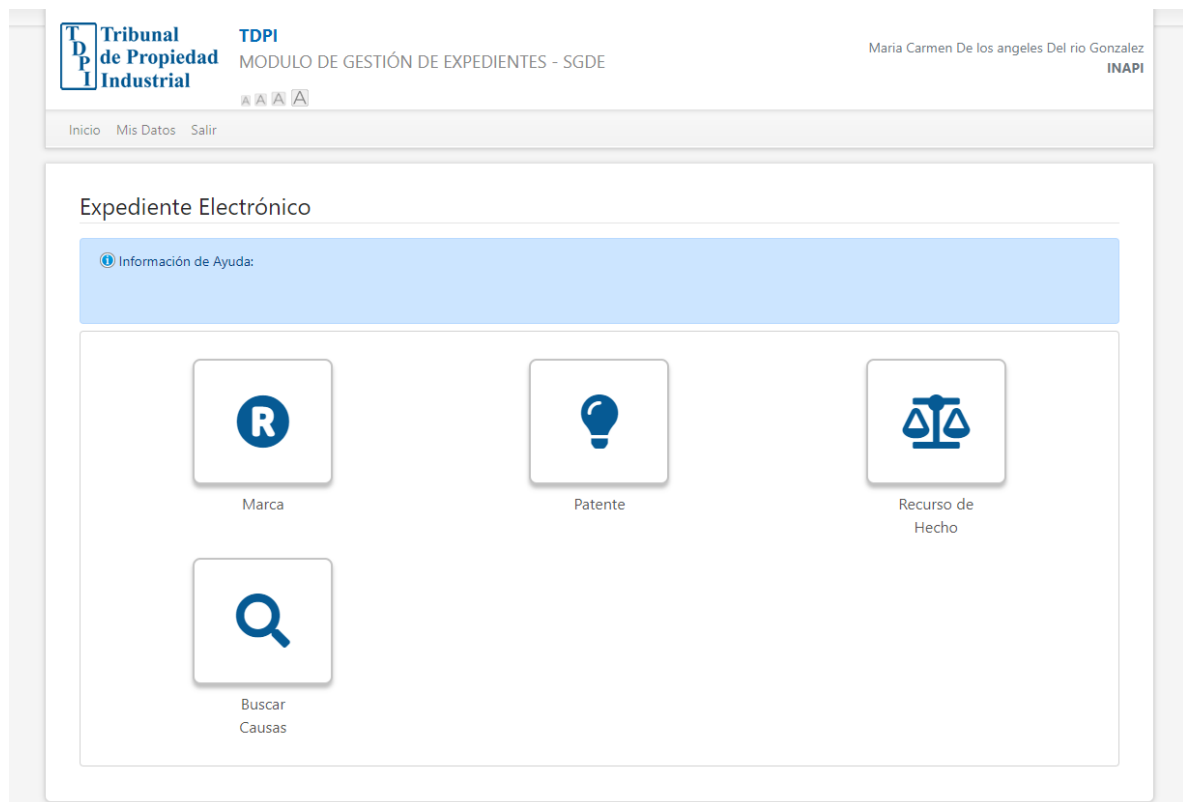 Tribunal
de Propiedad
Industrial
TDPI
TDPI
MODULO DE GESTIÓN DE EXPEDIENTES - SGDE
A A A A
Maria Carmen De los angeles Del rio Gonzalez
INAPI
Inicio Mis Datos Salir
Expediente Electrónico
Información de Ayuda:
R
Marca
Patente
Recurso de
Hecho
Buscar
Causas